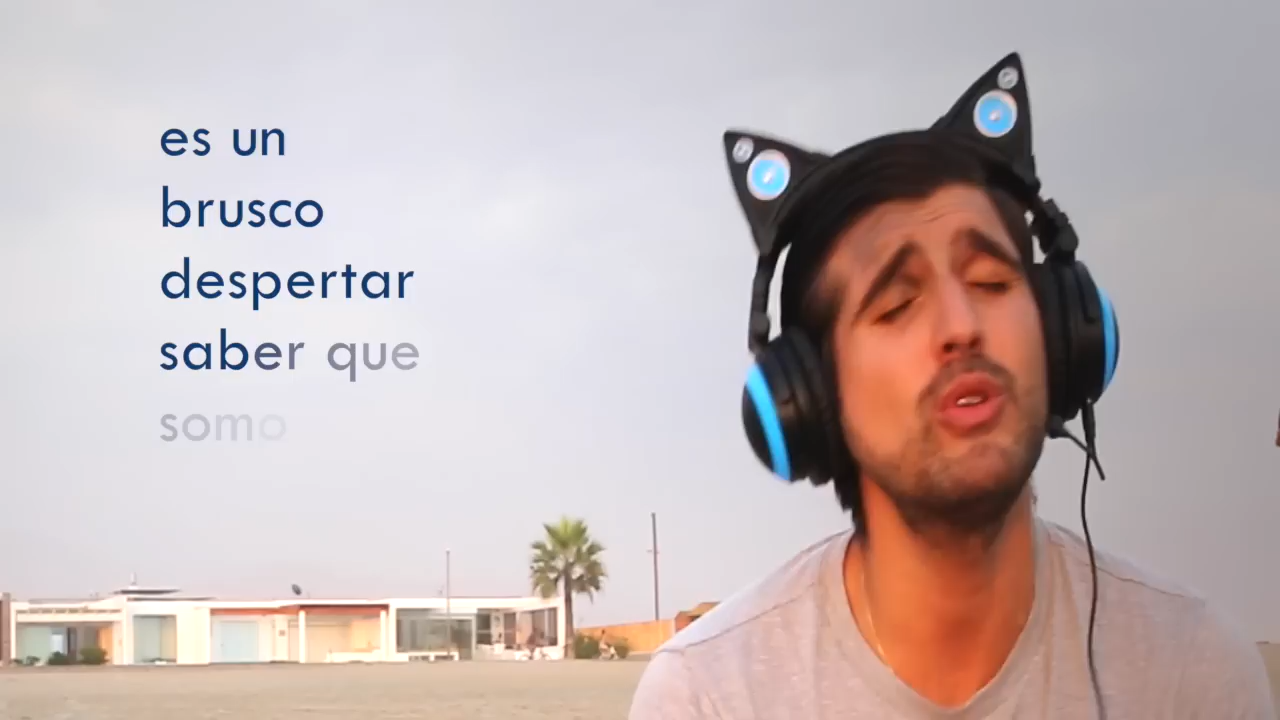 es un
brusco
despertar
saber que
somo